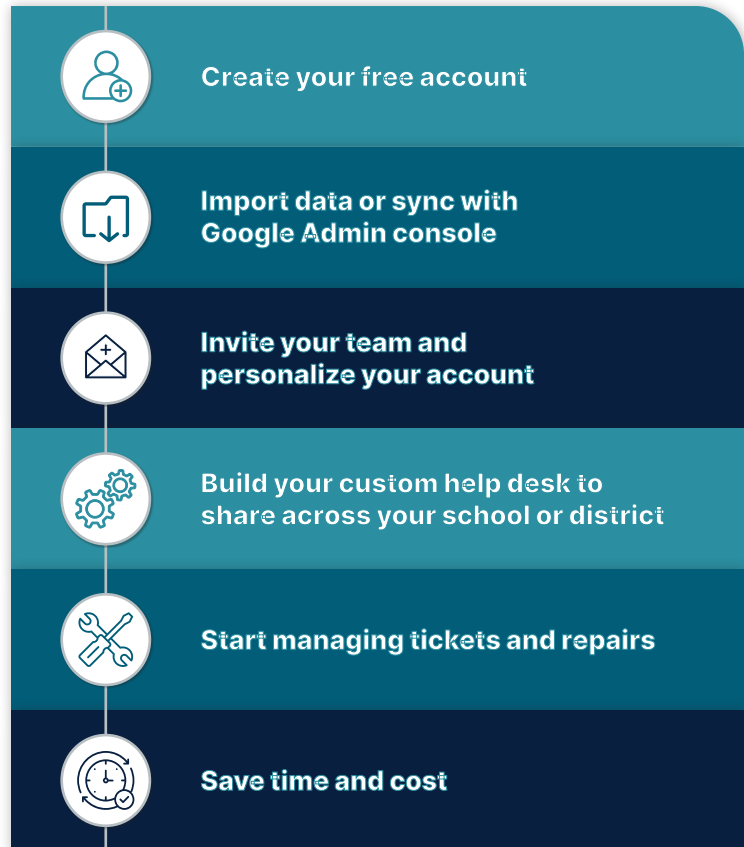 Create your free account
Import data or sync with
Google Admin console
Invite your team and
personalize your account
Build your custom help desk to
share across your school or district
Start managing tickets and repairs
Save time and cost